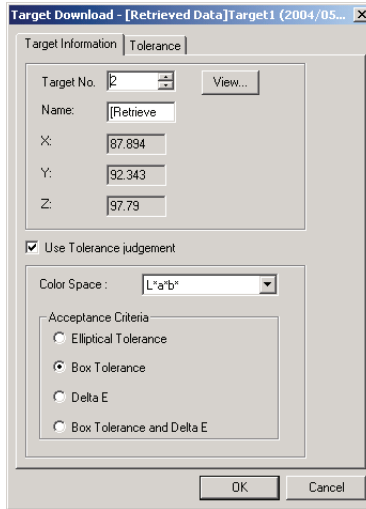 Target Download - [Retrieved Data]Target1 (2004/05...
Target Information Tolerance
Target No. 2 View...
Name: [Retrieve
X: 87.894
Y: 92.343
Z: 97.79
Use Tolerance judgement
Color Space : L*a*b*
Acceptance Criteria
Elliptical Tolerance
Box Tolerance
Delta E
Box Tolerance and Delta E
OK Cancel